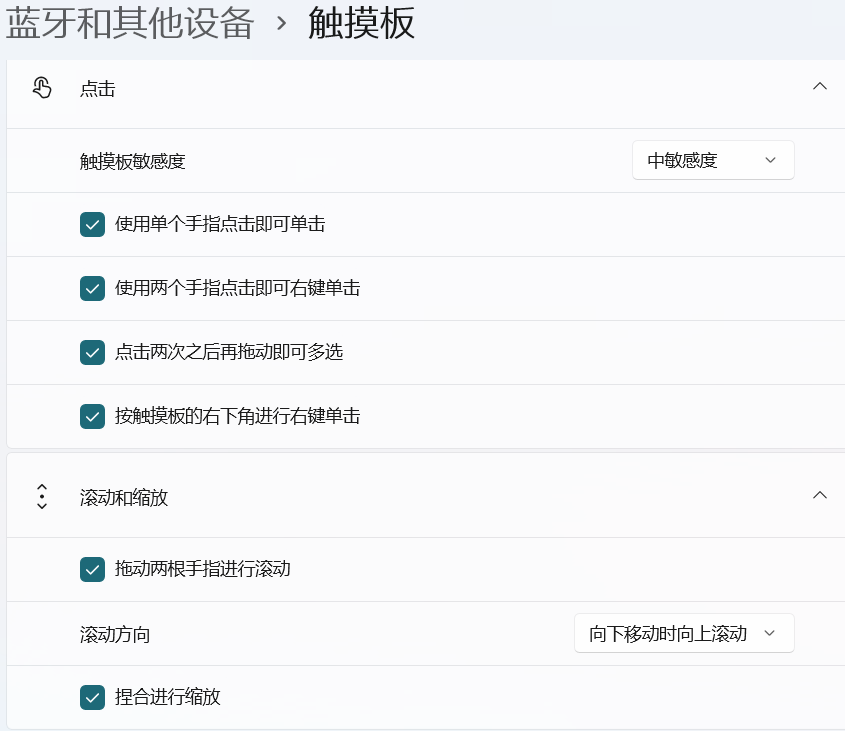 蓝牙和其他设备 › 触摸板
点击
触摸板敏感度
中敏感度
使用单个手指点击即可单击
使用两个手指点击即可右键单击
点击两次之后再拖动即可多选
按触摸板的右下角进行右键单击
滚动和缩放
拖动两根手指进行滚动
滚动方向
向下移动时向上滚动
捏合进行缩放